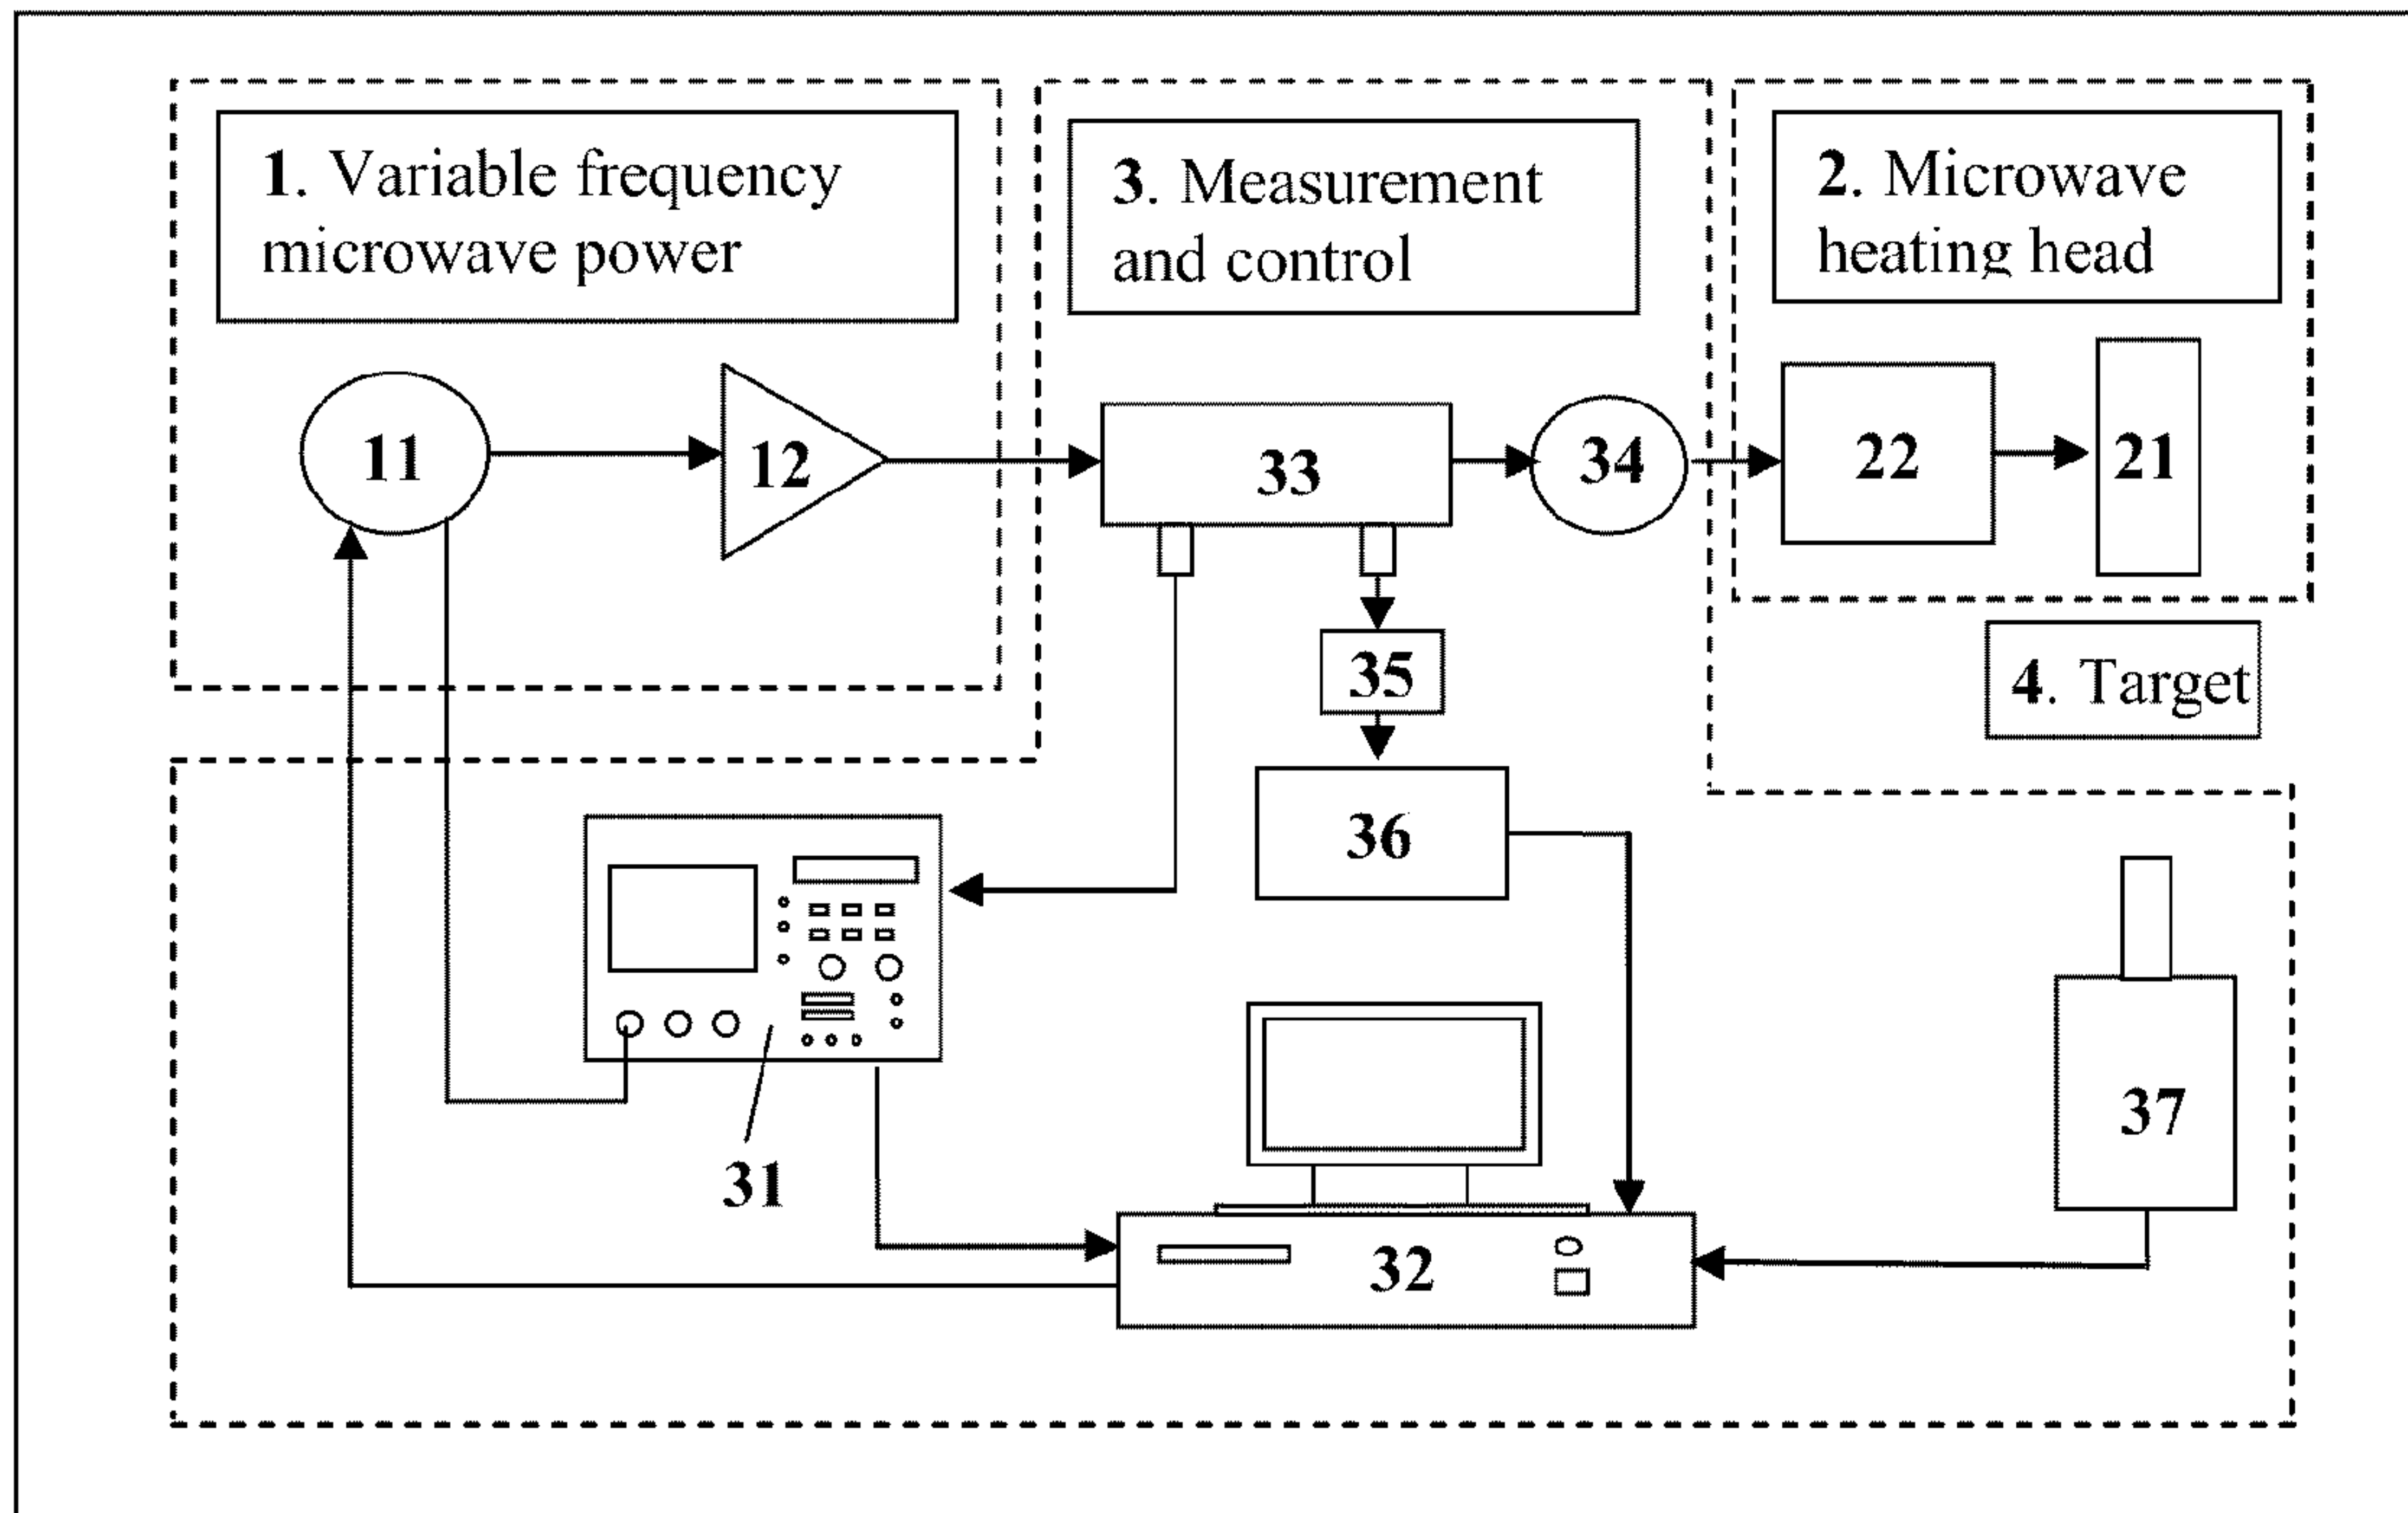 1. Variable frequency
microwave power
3. Measurement
and control
2. Microwave
heating head
11
12
33
34
22
21
35
4. Target
36
31
32
37